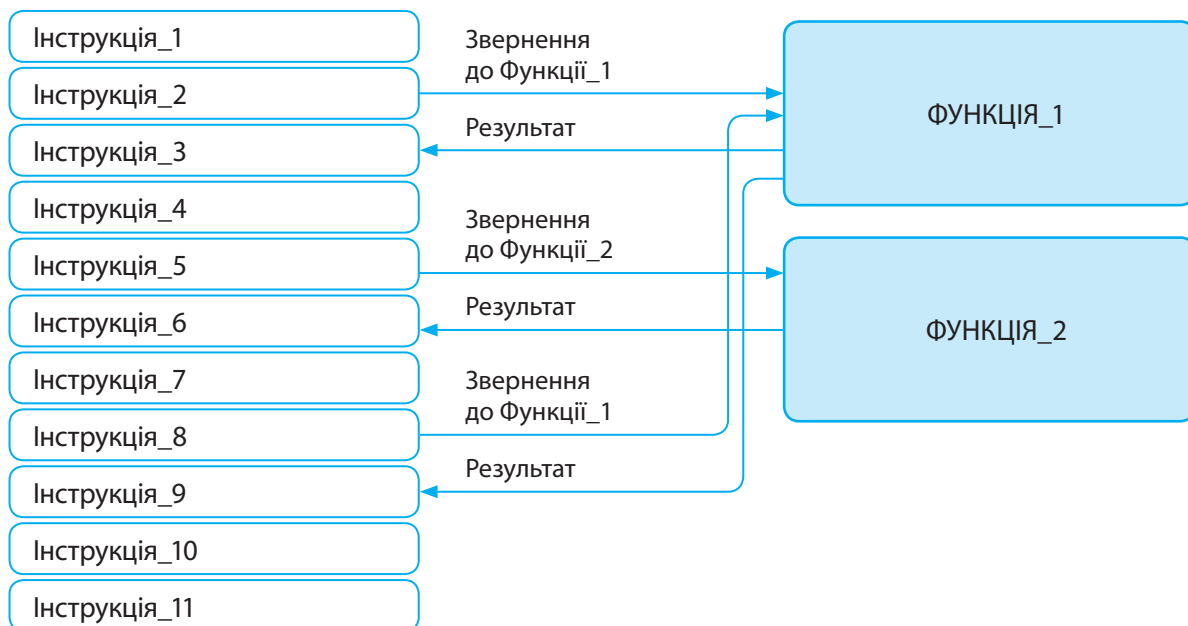 Інструкція_1
Інструкція_2
Інструкція_3
Інструкція_4
Інструкція_5
Інструкція_6
Інструкція_7
Інструкція_8
Інструкція_9
Інструкція_10
Інструкція_11
Звернення
до Функції_1
Результат
Звернення
до Функції_2
Результат
Звернення
до Функції_1
Результат
ФУНКЦІЯ_1
ФУНКЦІЯ_2